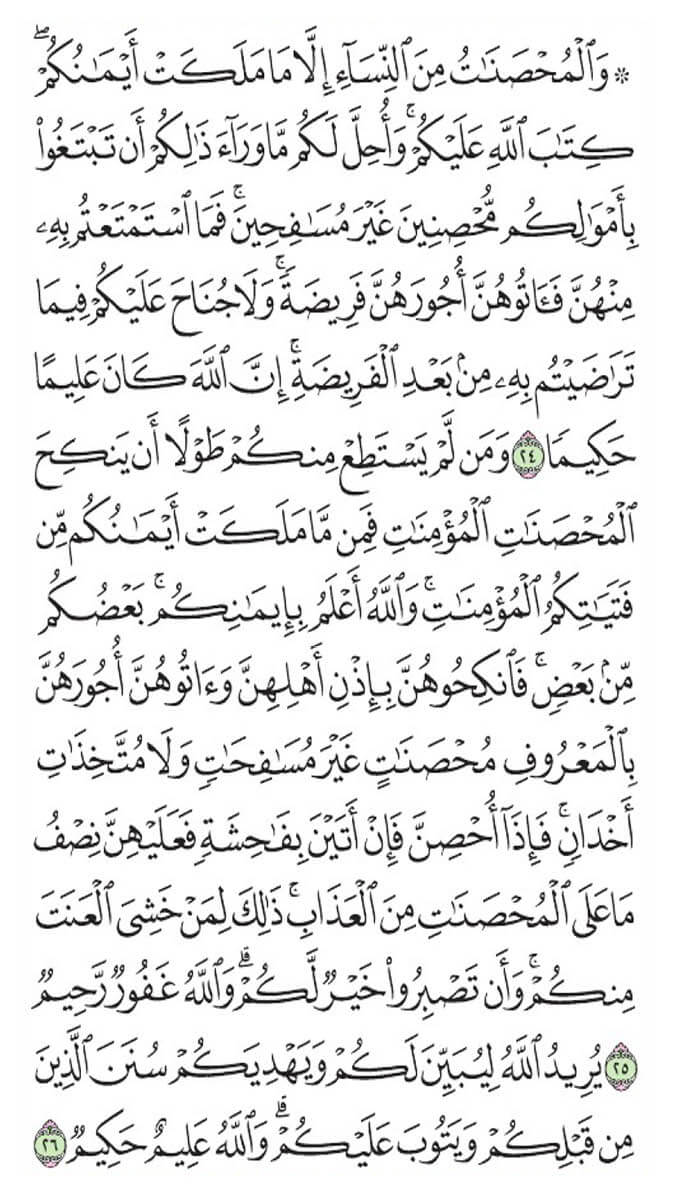 ۞ وَٱلْمُحْصَنَٰتُ مِنَ ٱلنِّسَآءِ إِلَّا مَا مَلَكَتْ أَيْمَٰنُكُمْ ۖ
كِتَٰبَ ٱللَّهِ عَلَيْكُمْ ۚ وَأُحِلَّ لَكُم مَّا وَرَآءَ ذَٰلِكُمْ أَن تَبْتَغُوا۟
بِأَمْوَٰلِكُم مُّحْصِنِينَ غَيْرَ مُسَٰفِحِينَ ۚ فَمَا ٱسْتَمْتَعْتُم بِهِۦ
مِنْهُنَّ فَـَٔاتُوهُنَّ أُجُورَهُنَّ فَرِيضَةً ۚ وَلَا جُنَاحَ عَلَيْكُمْ فِيمَا
تَرَٰضَيْتُم بِهِۦ مِنۢ بَعْدِ ٱلْفَرِيضَةِ ۚ إِنَّ ٱللَّهَ كَانَ عَلِيمًا
حَكِيمًا ٢٤ وَمَن لَّمْ يَسْتَطِعْ مِنكُمْ طَوْلًا أَن يَنكِحَ
ٱلْمُحْصَنَٰتِ ٱلْمُؤْمِنَٰتِ فَمِن مَّا مَلَكَتْ أَيْمَٰنُكُم مِّن
فَتَيَٰتِكُمُ ٱلْمُؤْمِنَٰتِ ۚ وَٱللَّهُ أَعْلَمُ بِإِيمَٰنِكُم ۚ بَعْضُكُم
مِّنۢ بَعْضٍ ۚ فَٱنكِحُوهُنَّ بِإِذْنِ أَهْلِهِنَّ وَءَاتُوهُنَّ أُجُورَهُنَّ
بِٱلْمَعْرُوفِ مُحْصَنَٰتٍ غَيْرَ مُسَٰفِحَٰتٍ وَلَا مُتَّخِذَٰتِ
أَخْدَانٍ ۚ فَإِذَآ أُحْصِنَّ فَإِنْ أَتَيْنَ بِفَٰحِشَةٍ فَعَلَيْهِنَّ نِصْفُ
مَا عَلَى ٱلْمُحْصَنَٰتِ مِنَ ٱلْعَذَابِ ۚ ذَٰلِكَ لِمَنْ خَشِىَ ٱلْعَنَتَ
مِنكُمْ ۚ وَأَن تَصْبِرُوا۟ خَيْرٌ لَّكُمْ ۗ وَٱللَّهُ غَفُورٌ رَّحِيمٌ
٢٥ يُرِيدُ ٱللَّهُ لِيُبَيِّنَ لَكُمْ وَيَهْدِيَكُمْ سُنَنَ ٱلَّذِينَ
مِن قَبْلِكُمْ وَيَتُوبَ عَلَيْكُمْ ۗ وَٱللَّهُ عَلِيمٌ حَكِيمٌ ٢٦